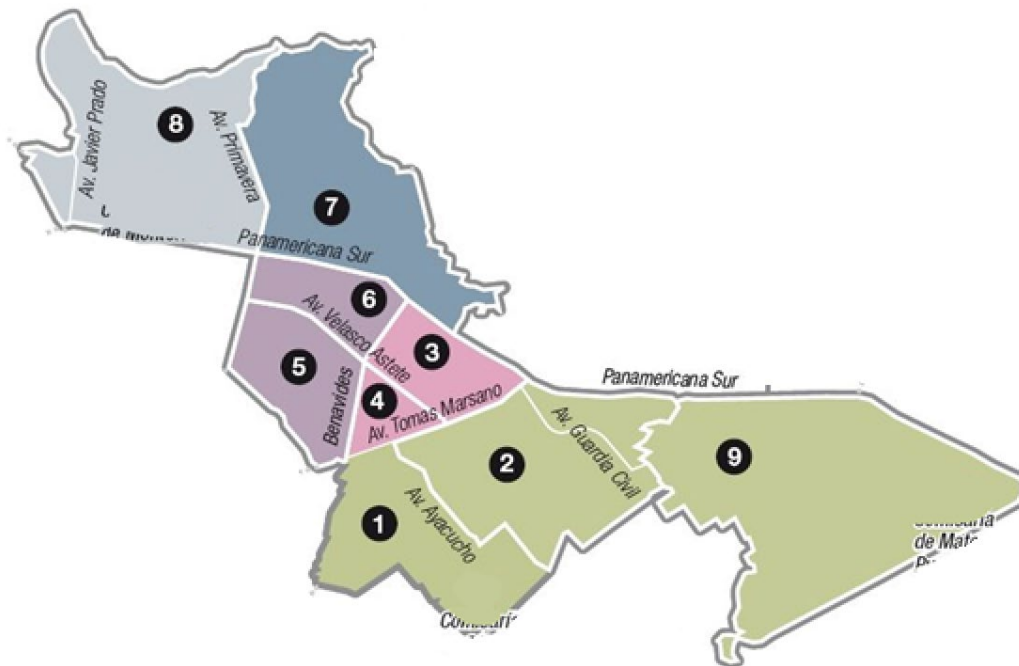 8
Av. Javier Prado
Av. Primavera
7
Panamericana Sur
6
Av. Velasco Astete
3
5
Benavides
4
Av. Tomas Marsano
Panamericana Sur
Av. Guardia Civil
2
9
1
Av. Ayacucho
de